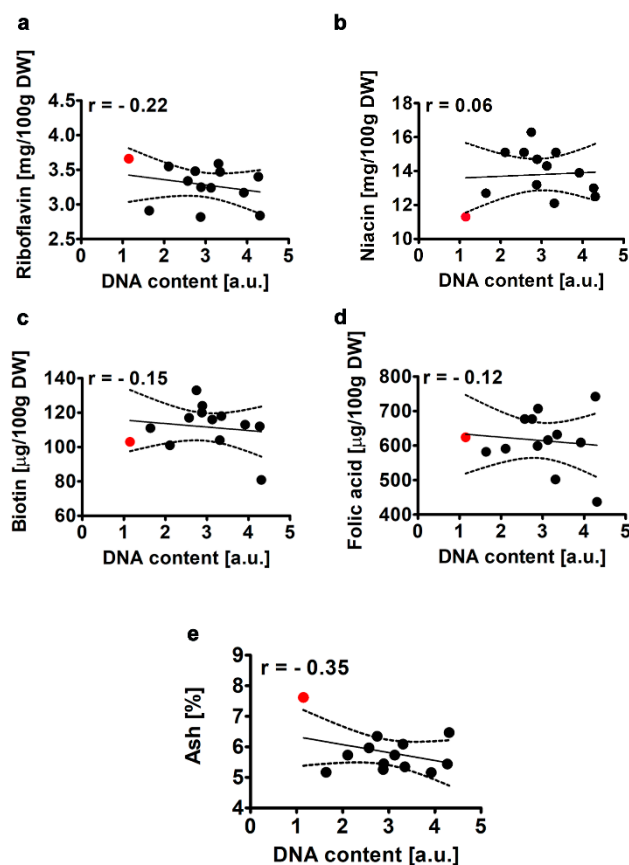 a
r = - 0.22
Riboflavin [mg/100g DW]
4.5
4.0
3.5
3.0
2.5
0 1 2 3 4 5
DNA content [a.u.]
b
r = 0.06
Niacin [mg/100g DW]
18
16
14
12
10
0 1 2 3 4 5
DNA content [a.u.]
c
r = - 0.15
Biotin [µg/100g DW]
140
120
100
80
60
0 1 2 3 4 5
DNA content [a.u.]
d
r = - 0.12
Folic acid [µg/100g DW]
800
700
600
500
400
0 1 2 3 4 5
DNA content [a.u.]
e
r = - 0.35
Ash [%]
9
8
7
6
5
4
0 1 2 3 4 5
DNA content [a.u.]